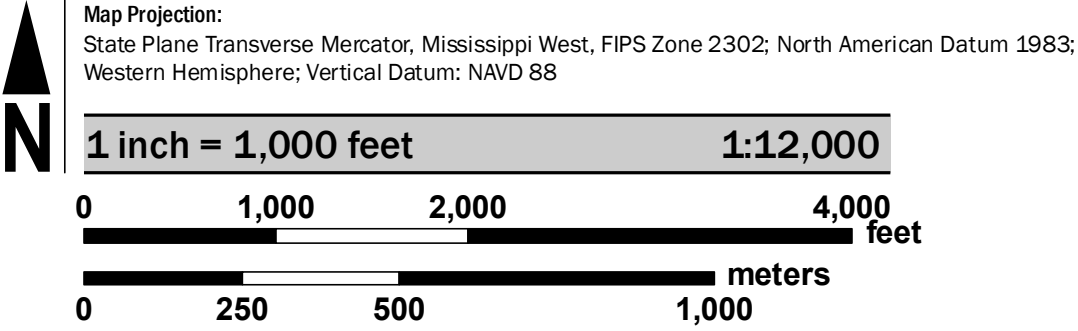 Map Projection:
State Plane Transverse Mercator, Mississippi West, FIPS Zone 2302; North American Datum 1983;
Western Hemisphere; Vertical Datum: NAVD 88
N
1 inch = 1,000 feet 1:12,000
0 1,000 2,000 4,000
feet
meters
0 250 500 1,000